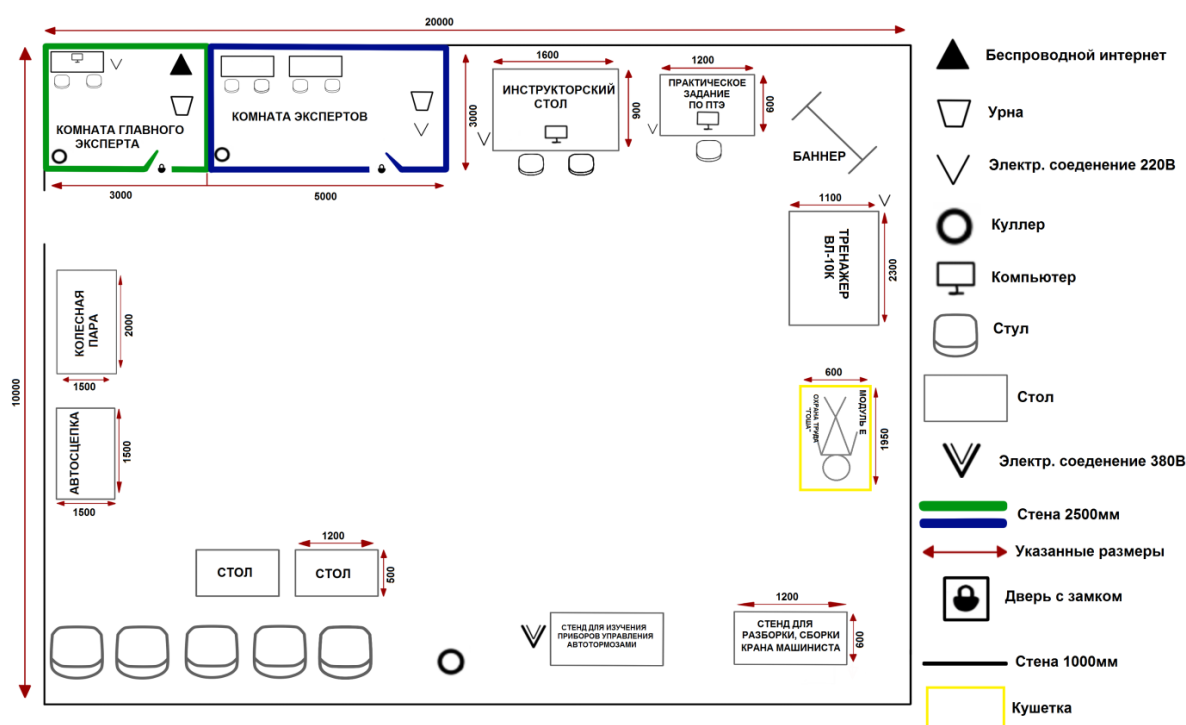 20000
10000
КОМНАТА ГЛАВНОГО
ЭКСПЕРТА
КОМНАТА ЭКСПЕРТОВ
3000
3000
5000
1600
ИНСТРУКТОРСКИЙ
СТОЛ
900
1200
ПРАКТИЧЕСКОЕ
ЗАДАНИЕ
ПО ПТЭ
600
БАННЕР
1100
ТРЕНАЖЕР
ВЛ-10К
2300
КОЛЕСНАЯ
ПАРА
2000
1500
АВТОСЦЕПКА
1500
1500
600
МОДУЛЬ Е
ОХРАНА ТРУДА
"ГОША"
1950
СТОЛ
1200
СТОЛ
500
СТЕНД ДЛЯ ИЗУЧЕНИЯ
ПРИБОРОВ УПРАВЛЕНИЯ
АВТОТОРМОЗАМИ
1200
СТЕНД ДЛЯ
РАЗБОРКИ, СБОРКИ
КРАНА МАШИНИСТА
600
Беспроводной интернет
Урна
Электр. соеденение 220В
Куллер
Компьютер
Стул
Стол
Электр. соеденение 380В
Стена 2500мм
Указанные размеры
Дверь с замком
Стена 1000мм
Кушетка